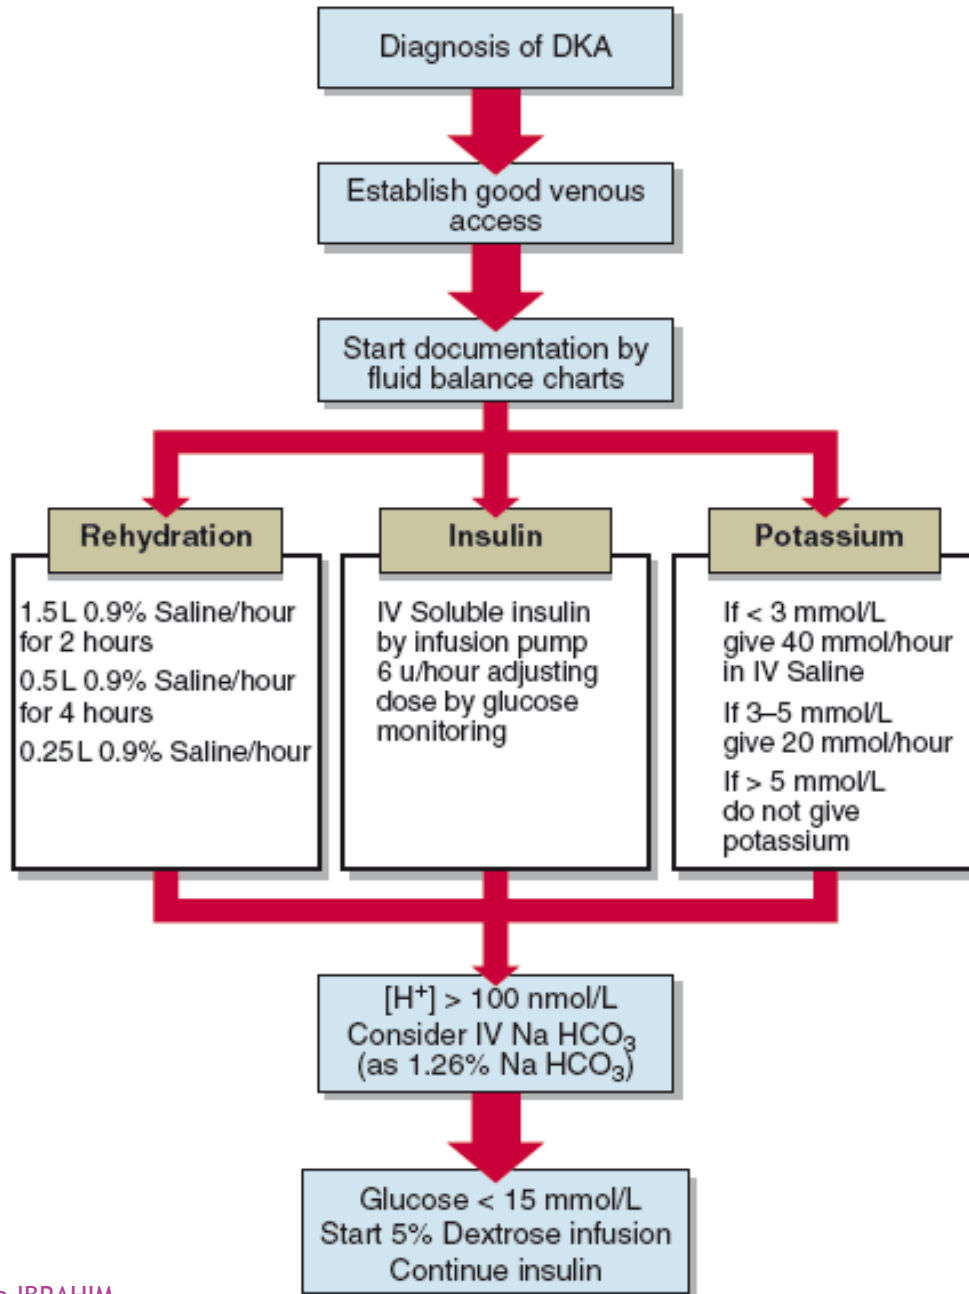 Diagnosis of DKA
Establish good venous
access
Start documentation by
fluid balance charts
Rehydration
1.5 L 0.9% Saline/hour
for 2 hours
0.5 L 0.9% Saline/hour
for 4 hours
0.25 L 0.9% Saline/hour
Insulin
IV Soluble insulin
by infusion pump
6 u/hour adjusting
dose by glucose
monitoring
Potassium
If < 3 mmol/L
give 40 mmol/hour
in IV Saline
If 3–5 mmol/L
give 20 mmol/hour
If > 5 mmol/L
do not give
potassium
[H⁺] > 100 nmol/L
Consider IV Na HCO₃
(as 1.26% Na HCO₃)
Glucose < 15 mmol/L
Start 5% Dextrose infusion
Continue insulin
IBRAHIM